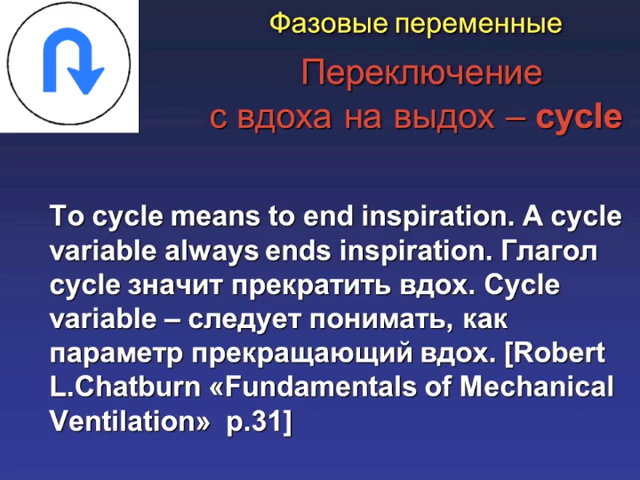 Фазовые переменные
Переключение
с вдоха на выдох – cycle
To cycle means to end inspiration. A cycle
variable always ends inspiration. Глагол
cycle значит прекратить вдох. Cycle
variable – следует понимать, как
параметр прекращающий вдох. [Robert
L.Chatburn «Fundamentals of Mechanical
Ventilation»  p.31]